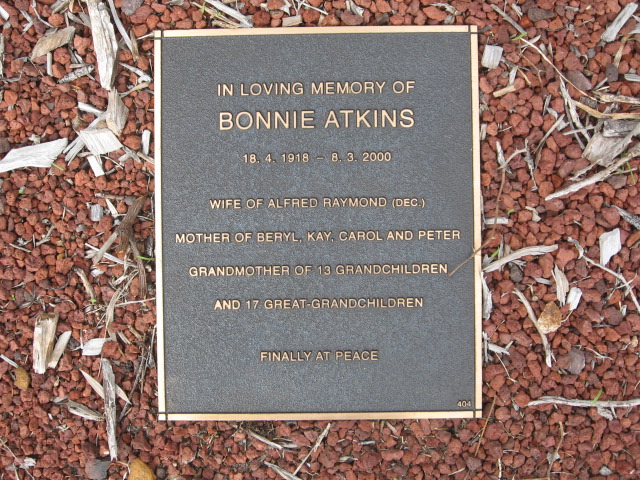 IN LOVING MEMORY OF
BONNIE ATKINS
18. 4. 1918 - 8. 3. 2000
WIFE OF ALFRED RAYMOND (DEC.)
MOTHER OF BERYL, KAY, CAROL AND PETER
GRANDMOTHER OF 13 GRANDCHILDREN
AND 17 GREAT-GRANDCHILDREN
FINALLY AT PEACE
404